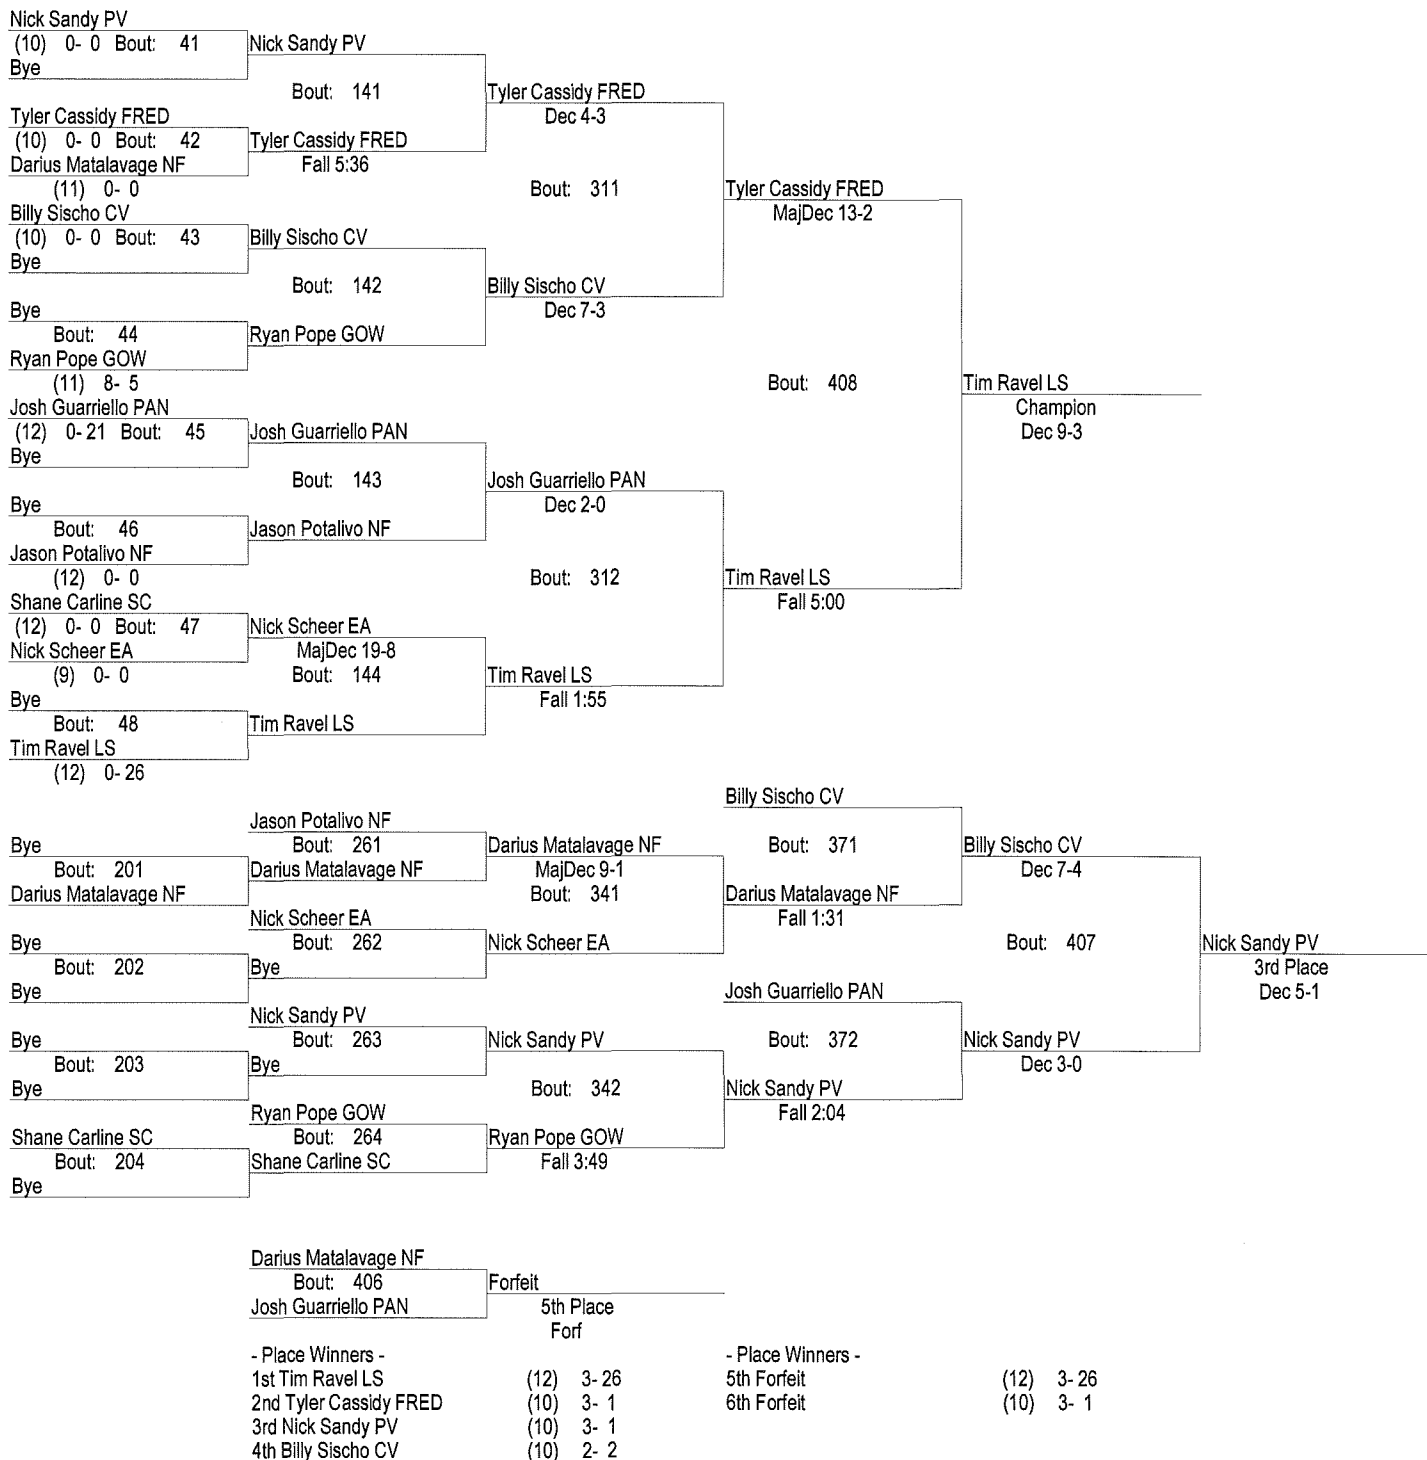 Nick Sandy PV
(10) 0- 0 Bout: 41
Bye
Nick Sandy PV
Bout: 141
Tyler Cassidy FRED
(10) 0- 0 Bout: 42
Darius Matalavage NF
(11) 0- 0
Tyler Cassidy FRED
Fall 5:36
Tyler Cassidy FRED
Dec 4-3
Bout: 311
Billy Sischo CV
(10) 0- 0 Bout: 43
Bye
Billy Sischo CV
Bout: 142
Bye
Bout: 44
Ryan Pope GOW
(11) 8- 5
Ryan Pope GOW
Billy Sischo CV
Dec 7-3
Tyler Cassidy FRED
MajDec 13-2
Bout: 408
Josh Guarriello PAN
(12) 0- 21 Bout: 45
Bye
Josh Guarriello PAN
Bout: 143
Bye
Bout: 46
Jason Potalivo NF
(12) 0- 0
Jason Potalivo NF
Josh Guarriello PAN
Dec 2-0
Bout: 312
Shane Carline SC
(12) 0- 0 Bout: 47
Nick Scheer EA
(9) 0- 0
Nick Scheer EA
MajDec 19-8
Bout: 144
Bye
Bout: 48
Tim Ravel LS
(12) 0- 26
Tim Ravel LS
Tim Ravel LS
Fall 1:55
Tim Ravel LS
Fall 5:00
Tim Ravel LS
Champion
Dec 9-3
Bye
Bout: 201
Darius Matalavage NF
Jason Potalivo NF
Bout: 261
Darius Matalavage NF
Darius Matalavage NF
MajDec 9-1
Bout: 341
Bye
Bout: 202
Bye
Nick Scheer EA
Bout: 262
Bye
Nick Scheer EA
Billy Sischo CV
Bout: 371
Darius Matalavage NF
Fall 1:31
Billy Sischo CV
Dec 7-4
Bout: 407
Bye
Bout: 203
Bye
Nick Sandy PV
Bout: 263
Bye
Nick Sandy PV
Bout: 342
Shane Carline SC
Bout: 204
Bye
Ryan Pope GOW
Bout: 264
Shane Carline SC
Ryan Pope GOW
Fall 3:49
Josh Guarriello PAN
Bout: 372
Nick Sandy PV
Fall 2:04
Nick Sandy PV
Dec 3-0
Nick Sandy PV
3rd Place
Dec 5-1
Darius Matalavage NF
Bout: 406
Josh Guarriello PAN
Forfeit
5th Place
Forf
- Place Winners -
1st Tim Ravel LS (12) 3- 26
2nd Tyler Cassidy FRED (10) 3- 1
3rd Nick Sandy PV (10) 3- 1
4th Billy Sischo CV (10) 2- 2
- Place Winners -
5th Forfeit (12) 3- 26
6th Forfeit (10) 3- 1